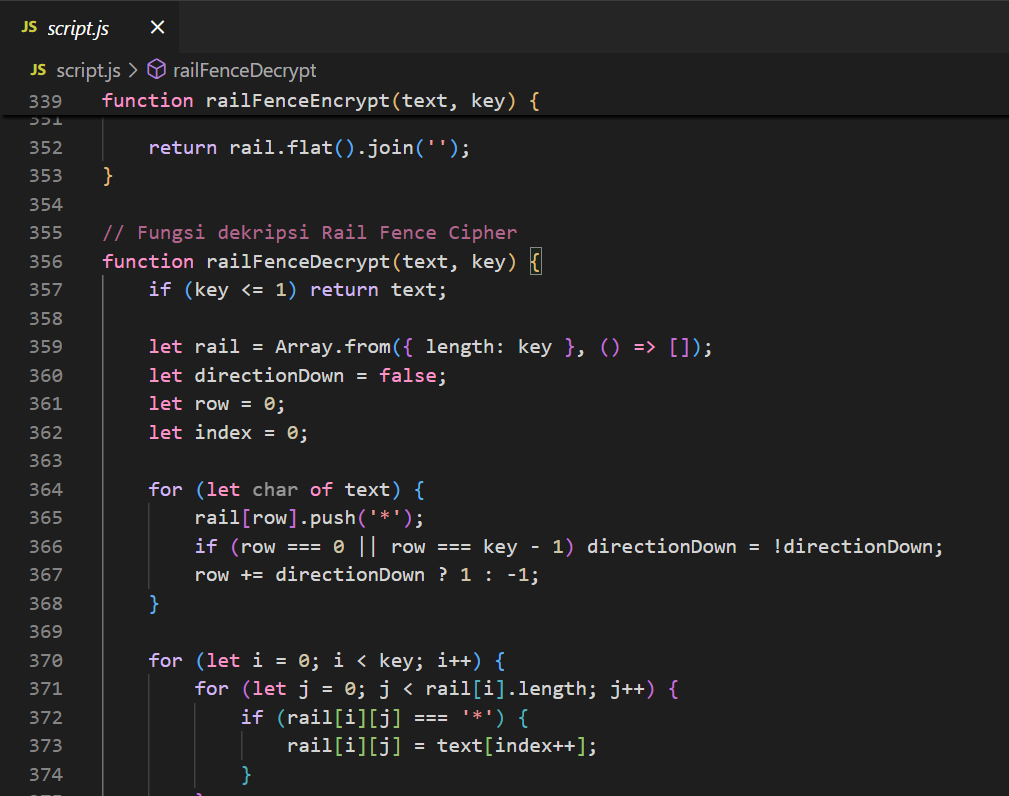 JS script.js ×
JS script.js > railFenceDecrypt
339 function railFenceEncrypt(text, key) {
351
352     return rail.flat().join('');
353 }
354
355 // Fungsi dekripsi Rail Fence Cipher
356 function railFenceDecrypt(text, key) {
357     if (key <= 1) return text;
358
359     let rail = Array.from({ length: key }, () => []);
360     let directionDown = false;
361     let row = 0;
362     let index = 0;
363
364     for (let char of text) {
365         rail[row].push('*');
366         if (row === 0 || row === key - 1) directionDown = !directionDown;
367         row += directionDown ? 1 : -1;
368     }
369
370     for (let i = 0; i < key; i++) {
371         for (let j = 0; j < rail[i].length; j++) {
372             if (rail[i][j] === '*') {
373                 rail[i][j] = text[index++];
374             }